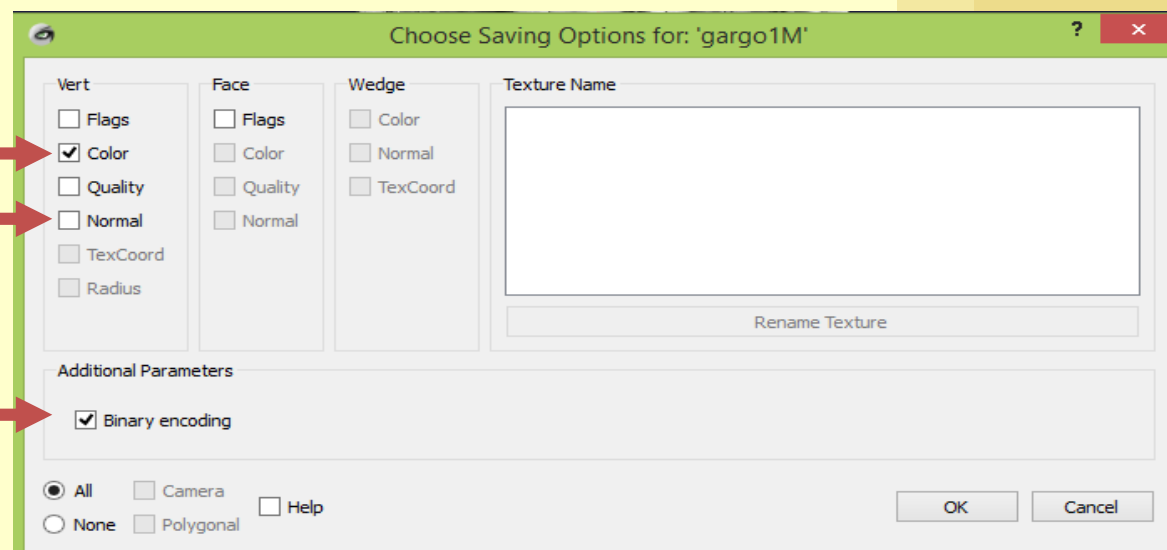 Choose Saving Options for: 'gargo1M'
?
×
Vert
Flags
Color
Quality
Normal
TexCoord
Radius
Face
Flags
Color
Quality
Normal
Wedge
Color
Normal
TexCoord
Texture Name
Rename Texture
Additional Parameters
Binary encoding
All
None
Camera
Polygonal
Help
OK
Cancel